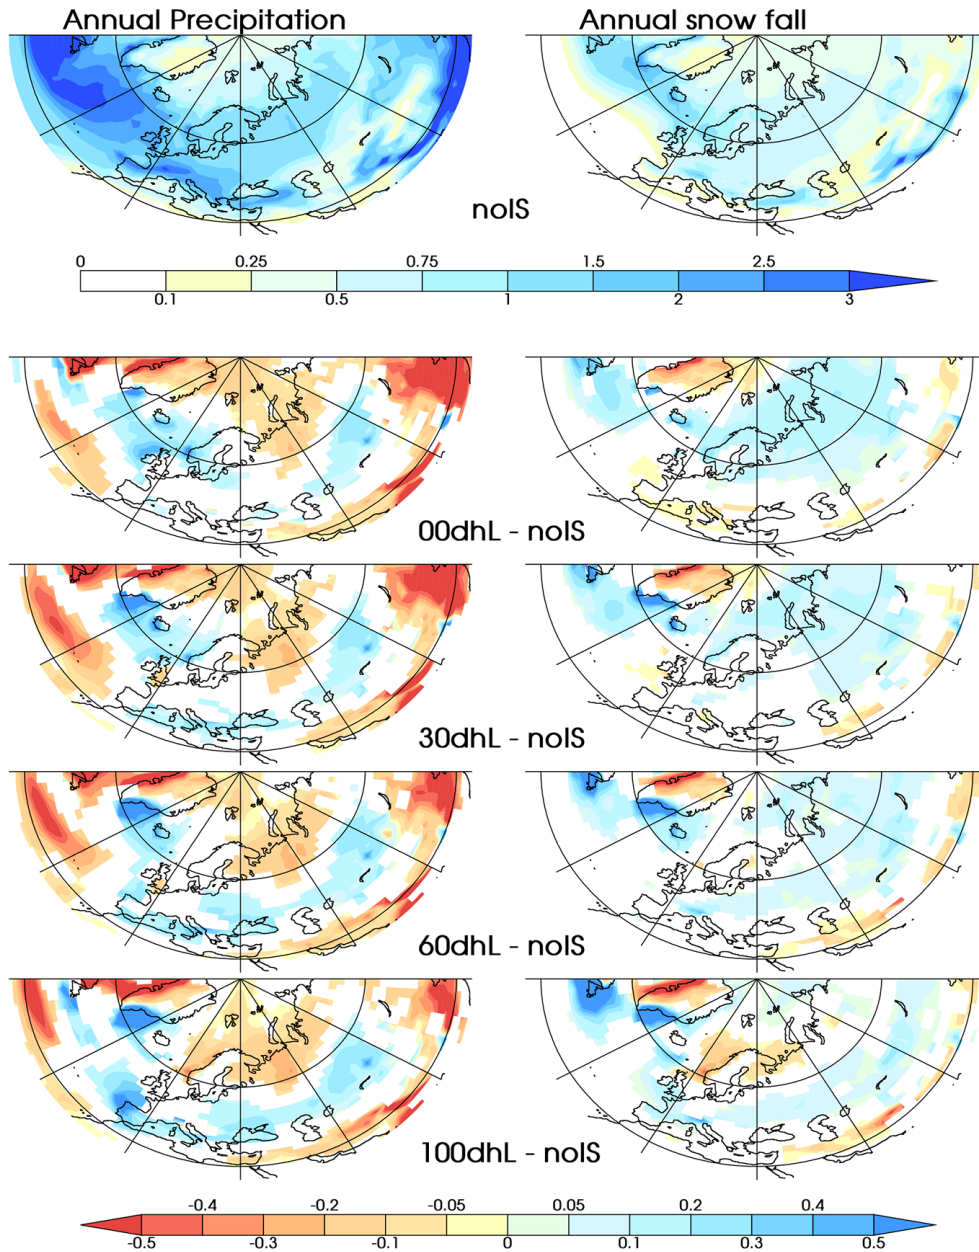 Annual Precipitation
Annual snow fall
noIS
0 0.25 0.75 1.5 2.5
0.1 0.5 1 2 3
00dhL - noIS
30dhL - noIS
60dhL - noIS
100dhL - noIS
-0.4 -0.2 -0.05 0.05 0.2 0.4
-0.5 -0.3 -0.1 0 0.1 0.3 0.5